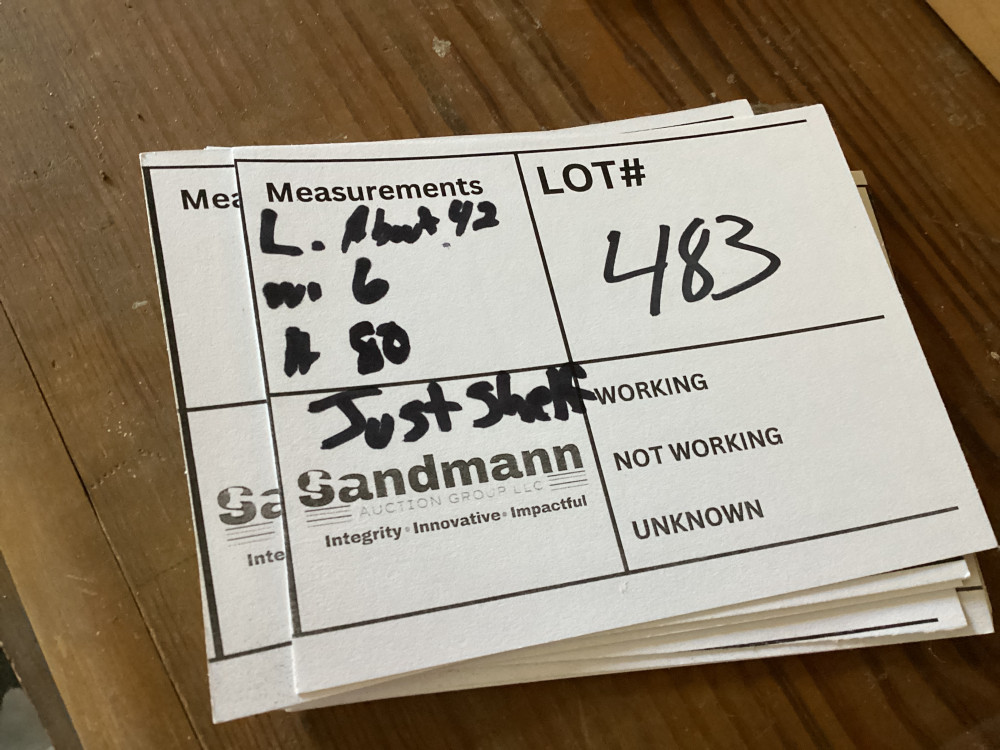 Measurements
L. About 42
W. 6
H 80
LOT#
483
Just Shelf
Sandmann
AUCTION GROUP LLC
Integrity • Innovative • Impactful
WORKING
NOT WORKING
UNKNOWN
Mea
Sa
Inte